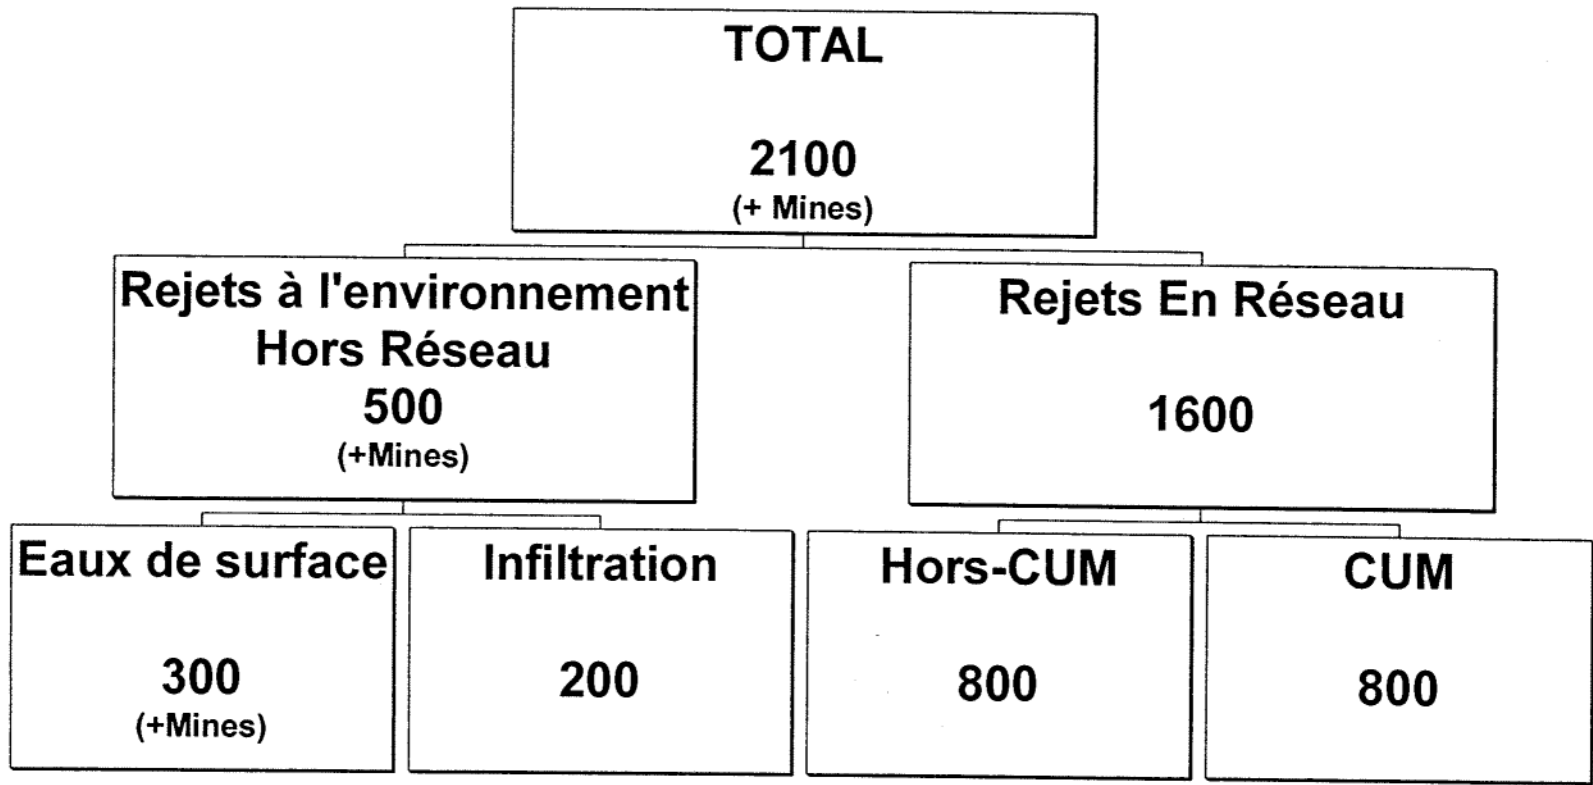 TOTAL
2100
(+ Mines)
Rejets à l'environnement
Hors Réseau
500
(+Mines)
Rejets En Réseau
1600
Eaux de surface
300
(+Mines)
Infiltration
200
Hors-CUM
800
CUM
800